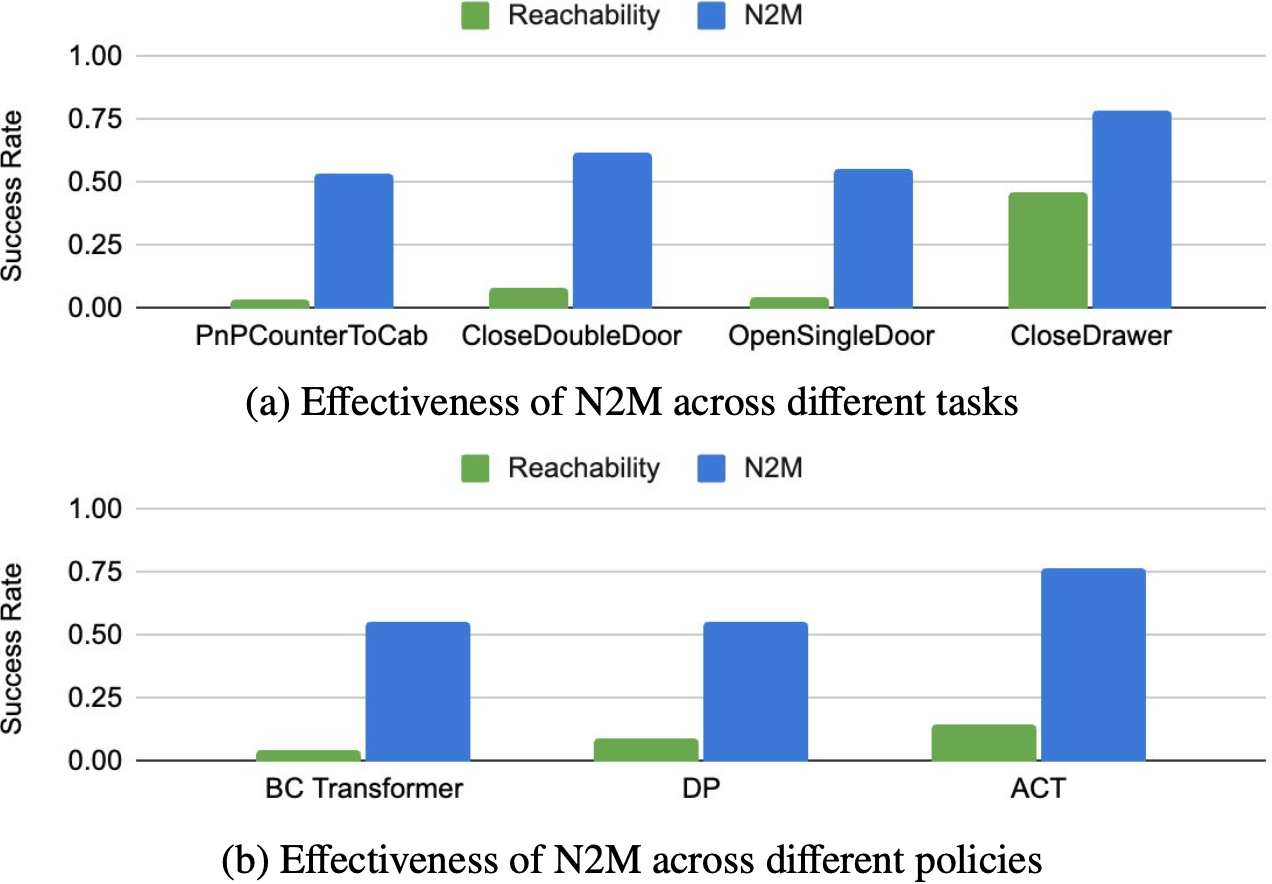 Reachability N2M
1.00
0.75
0.50
0.25
0.00
Success Rate
PnPCounterToCab CloseDoubleDoor OpenSingleDoor CloseDrawer
(a) Effectiveness of N2M across different tasks
Reachability N2M
1.00
0.75
0.50
0.25
0.00
Success Rate
BC Transformer DP ACT
(b) Effectiveness of N2M across different policies